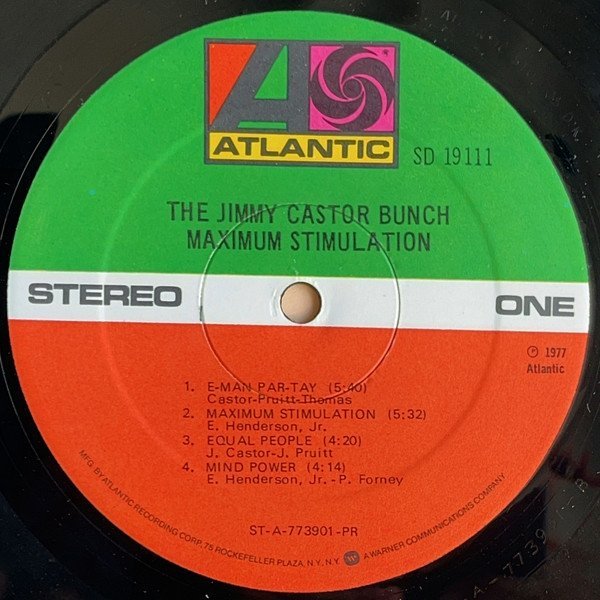 ATLANTIC
SD 19111
THE JIMMY CASTOR BUNCH
MAXIMUM STIMULATION
STEREO
ONE
℗ 1977
Atlantic
1. E-MAN PAR-TAY (5:40)
Castor-Pruitt-Thomas
2. MAXIMUM STIMULATION (5:32)
E. Henderson, Jr.
3. EQUAL PEOPLE (4:20)
J. Castor-J. Pruitt
4. MIND POWER (4:14)
E. Henderson, Jr.-P. Forney
ST-A-773901-PR
MFG. BY ATLANTIC RECORDING CORP., 75 ROCKEFELLER PLAZA, N.Y., N.Y. A WARNER COMMUNICATIONS COMPANY